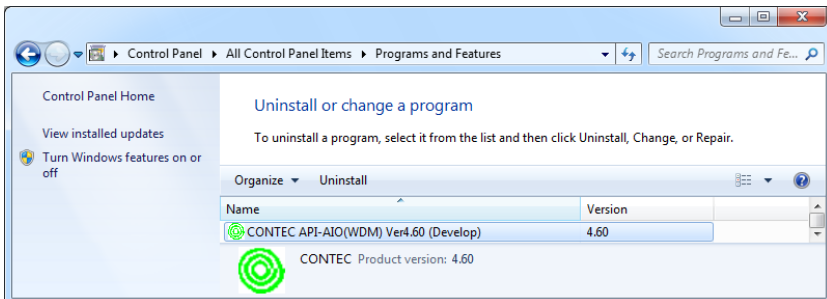 Control Panel All Control Panel Items Programs and Features Search Programs and Fe...
Control Panel Home
View installed updates
Turn Windows features on or
off
Uninstall or change a program
To uninstall a program, select it from the list and then click Uninstall, Change, or Repair.
Organize Uninstall
Name Version
CONTEC API-AIO(WDM) Ver4.60 (Develop) 4.60
CONTEC Product version: 4.60